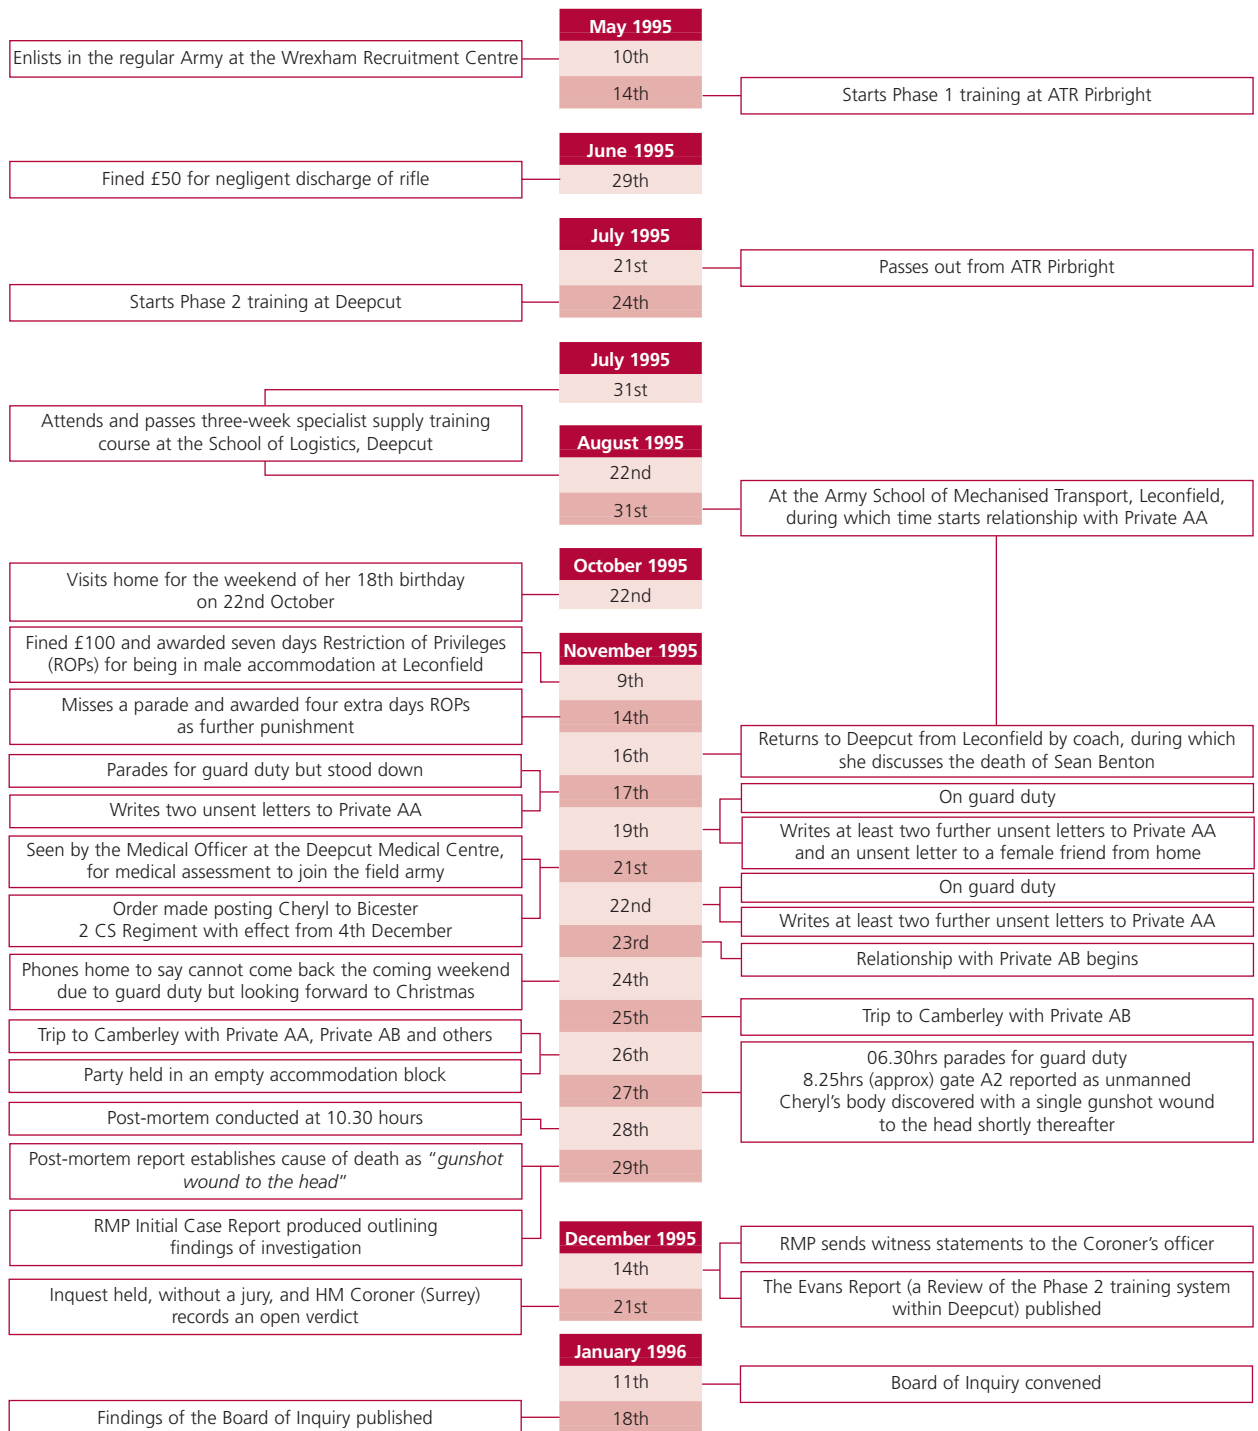 May 1995
Enlists in the regular Army at the Wrexham Recruitment Centre
10th
14th
Starts Phase 1 training at ATR Pirbright
June 1995
Fined £50 for negligent discharge of rifle
29th
July 1995
21st
Passes out from ATR Pirbright
Starts Phase 2 training at Deepcut
24th
July 1995
31st
Attends and passes three-week specialist supply training
course at the School of Logistics, Deepcut
August 1995
22nd
31st
At the Army School of Mechanised Transport, Leconfield,
during which time starts relationship with Private AA
October 1995
Visits home for the weekend of her 18th birthday
on 22nd October
22nd
Fined £100 and awarded seven days Restriction of Privileges
(ROPs) for being in male accommodation at Leconfield
November 1995
9th
Misses a parade and awarded four extra days ROPs
as further punishment
14th
16th
Returns to Deepcut from Leconfield by coach, during which
she discusses the death of Sean Benton
Parades for guard duty but stood down
Writes two unsent letters to Private AA
17th
19th
On guard duty
Writes at least two further unsent letters to Private AA
and an unsent letter to a female friend from home
Seen by the Medical Officer at the Deepcut Medical Centre,
for medical assessment to join the field army
21st
Order made posting Cheryl to Bicester
2 CS Regiment with effect from 4th December
22nd
On guard duty
Writes at least two further unsent letters to Private AA
23rd
Relationship with Private AB begins
Phones home to say cannot come back the coming weekend
due to guard duty but looking forward to Christmas
24th
25th
Trip to Camberley with Private AB
Trip to Camberley with Private AA, Private AB and others
26th
Party held in an empty accommodation block
27th
06.30hrs parades for guard duty
8.25hrs (approx) gate A2 reported as unmanned
Cheryl's body discovered with a single gunshot wound
to the head shortly thereafter
Post-mortem conducted at 10.30 hours
28th
Post-mortem report establishes cause of death as "gunshot
wound to the head"
29th
RMP Initial Case Report produced outlining
findings of investigation
December 1995
14th
RMP sends witness statements to the Coroner's officer
The Evans Report (a Review of the Phase 2 training system
within Deepcut) published
Inquest held, without a jury, and HM Coroner (Surrey)
records an open verdict
21st
January 1996
11th
Board of Inquiry convened
Findings of the Board of Inquiry published
18th